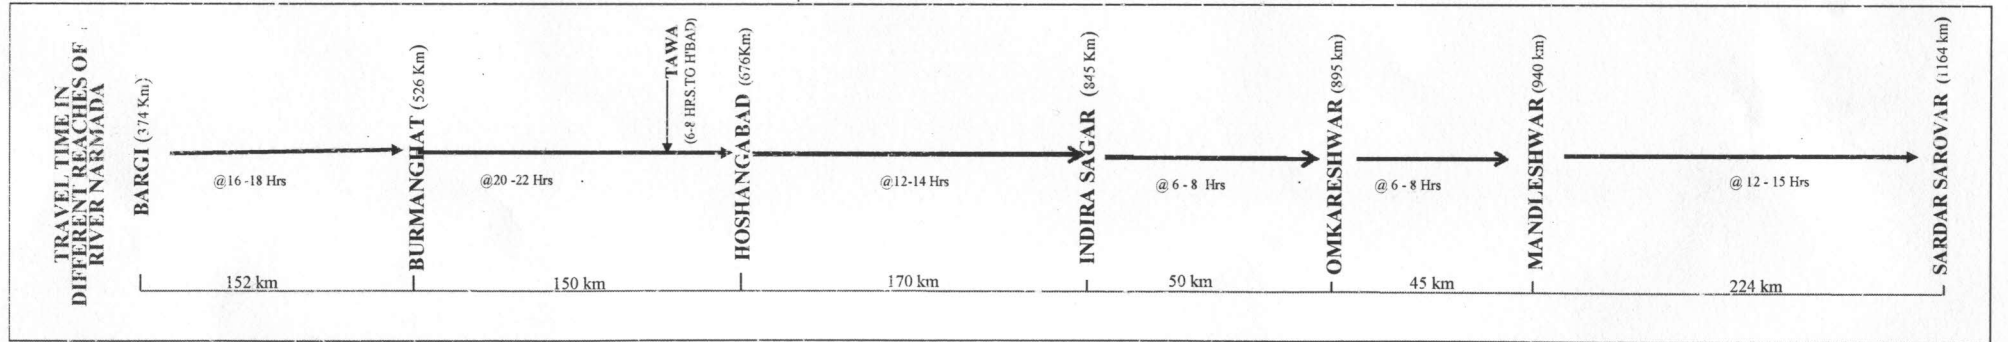 TRAVEL TIME IN
DIFFERENT REACHES OF
RIVER NARMADA
BARGI (374 Km)
@16 -18 Hrs
BURMANGHAT (526 Km)
@20 -22 Hrs
TAWA
(6-8 HRS.TO HTBAD)
HOSHANGABAD (676Km)
@12-14 Hrs
INDIRA SAGAR (845 Km)
@ 6 - 8 Hrs
OMKARESHWAR (895 km)
@ 6 - 8 Hrs
MANDLESHWAR (940 km)
@ 12 - 15 Hrs
SARDAR SAROVAR (1164 km)
152 km
150 km
170 km
50 km
45 km
224 km